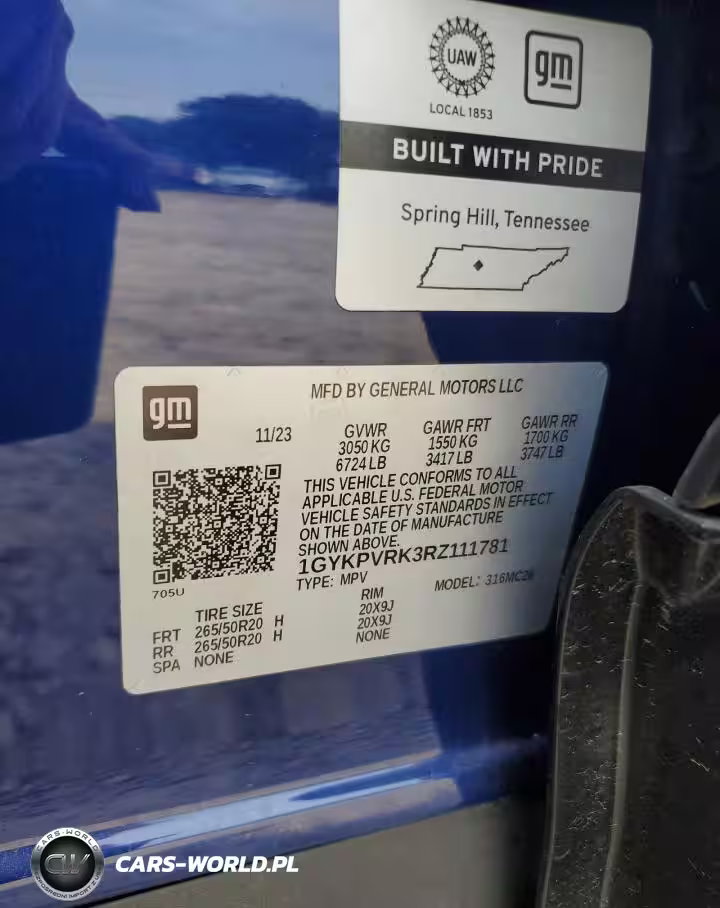 UAW
gm
LOCAL 1853
BUILT WITH PRIDE
Spring Hill, Tennessee
gm
MFD BY GENERAL MOTORS LLC
11/23
GVWR GAWR FRT GAWR RR
3050 KG 1550 KG 1700 KG
6724 LB 3417 LB 3747 LB
THIS VEHICLE CONFORMS TO ALL
APPLICABLE U.S. FEDERAL MOTOR
VEHICLE SAFETY STANDARDS IN EFFECT
ON THE DATE OF MANUFACTURE
SHOWN ABOVE.
1GYKPVRK3RZ111781
TYPE: MPV MODEL: 316MC26
705U
TIRE SIZE RIM
FRT 265/50R20 H 20X9J
RR 265/50R20 H 20X9J
SPA NONE NONE
CARS-WORLD
CW
CARS-WORLD.PL